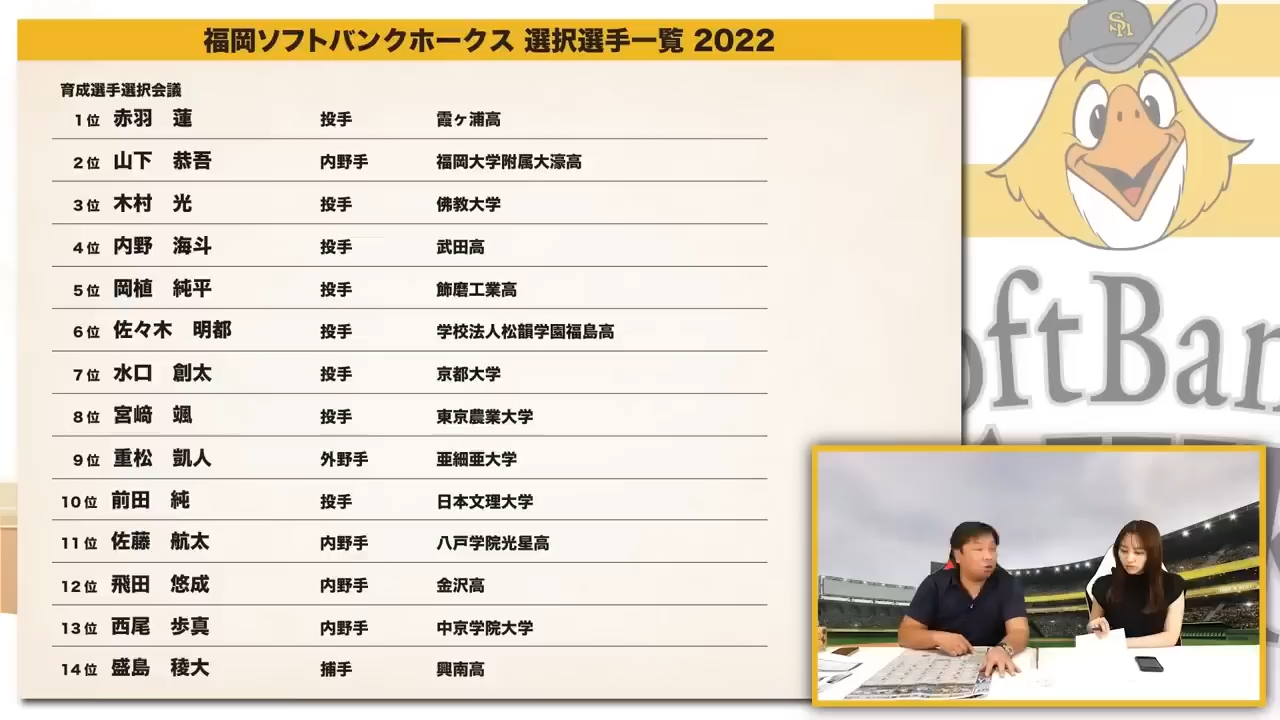 福岡ソフトバンクホークス 選択選手一覧 2022
育成選手選択会議
1位 赤羽 蓮 投手 霞ヶ浦高
2位 山下 恭吾 内野手 福岡大学附属大濠高
3位 木村 光 投手 佛教大学
4位 内野 海斗 投手 武田高
5位 岡植 純平 投手 飾磨工業高
6位 佐々木 明都 投手 学校法人松韻学園福島高
7位 水口 創太 投手 京都大学
8位 宮﨑 颯 投手 東京農業大学
9位 重松 凱人 外野手 亜細亜大学
10位 前田 純 投手 日本文理大学
11位 佐藤 航太 内野手 八戸学院光星高
12位 飛田 悠成 内野手 金沢高
13位 西尾 歩真 内野手 中京学院大学
14位 盛島 稜大 捕手 興南高
SH
oftBan